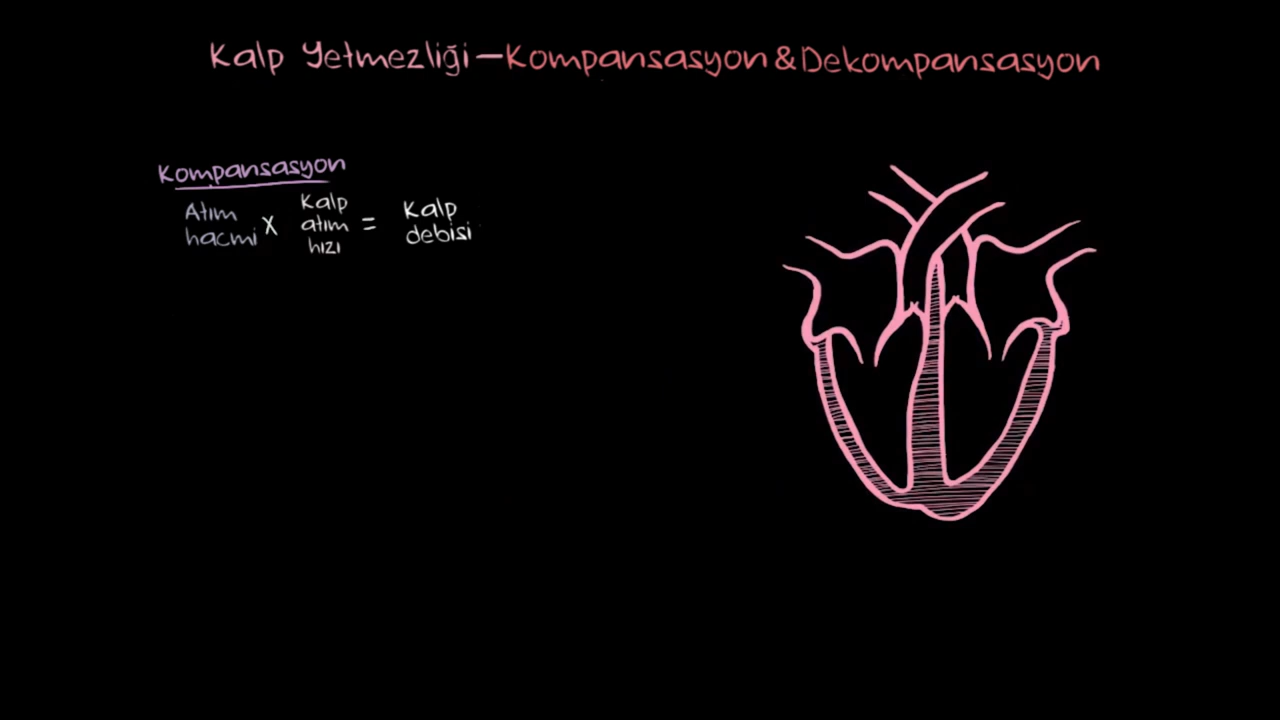 Kalp Yetmezliği—Kompansasyon & Dekompansasyon
Kompansasyon
Atım hacmi x Kalp atım hızı = Kalp debisi